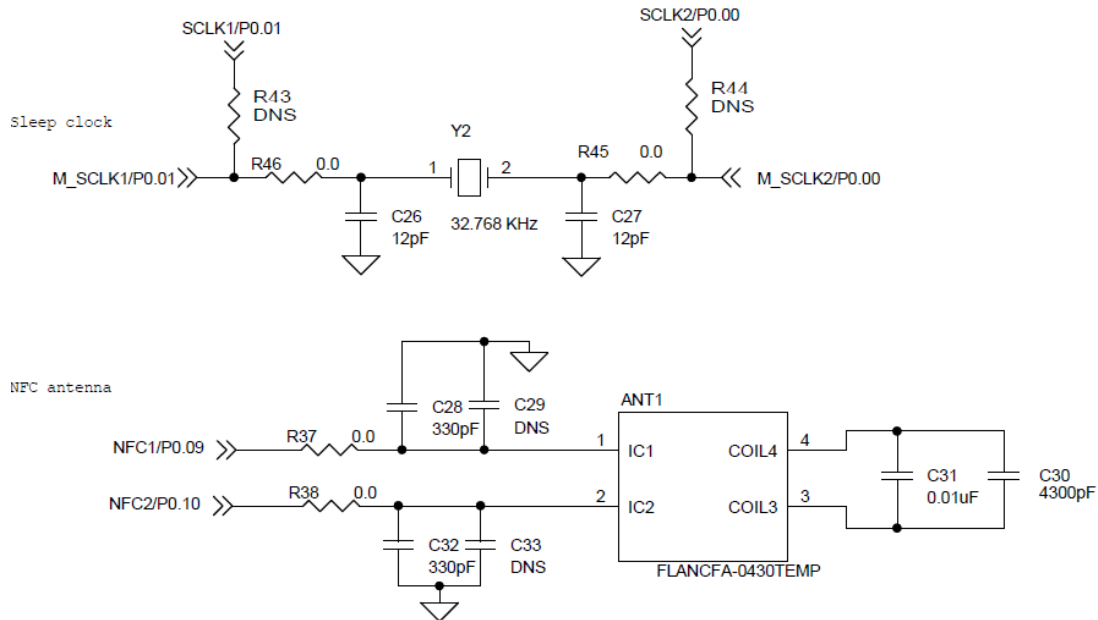 SCLK1/P0.01
SCLK2/P0.00
R43
DNS
R44
DNS
Sleep clock
Y2
R46 0.0
1 2
R45 0.0
M_SCLK1/P0.01
M_SCLK2/P0.00
C26
12pF
32.768 KHz
C27
12pF
NFC antenna
C28
330pF
C29
DNS
ANT1
NFC1/P0.09
R37 0.0
1 IC1
COIL4 4
C31
0.01uF
C30
4300pF
NFC2/P0.10
R38 0.0
2 IC2
COIL3 3
C32
330pF
C33
DNS
FLANCFA-0430TEMP